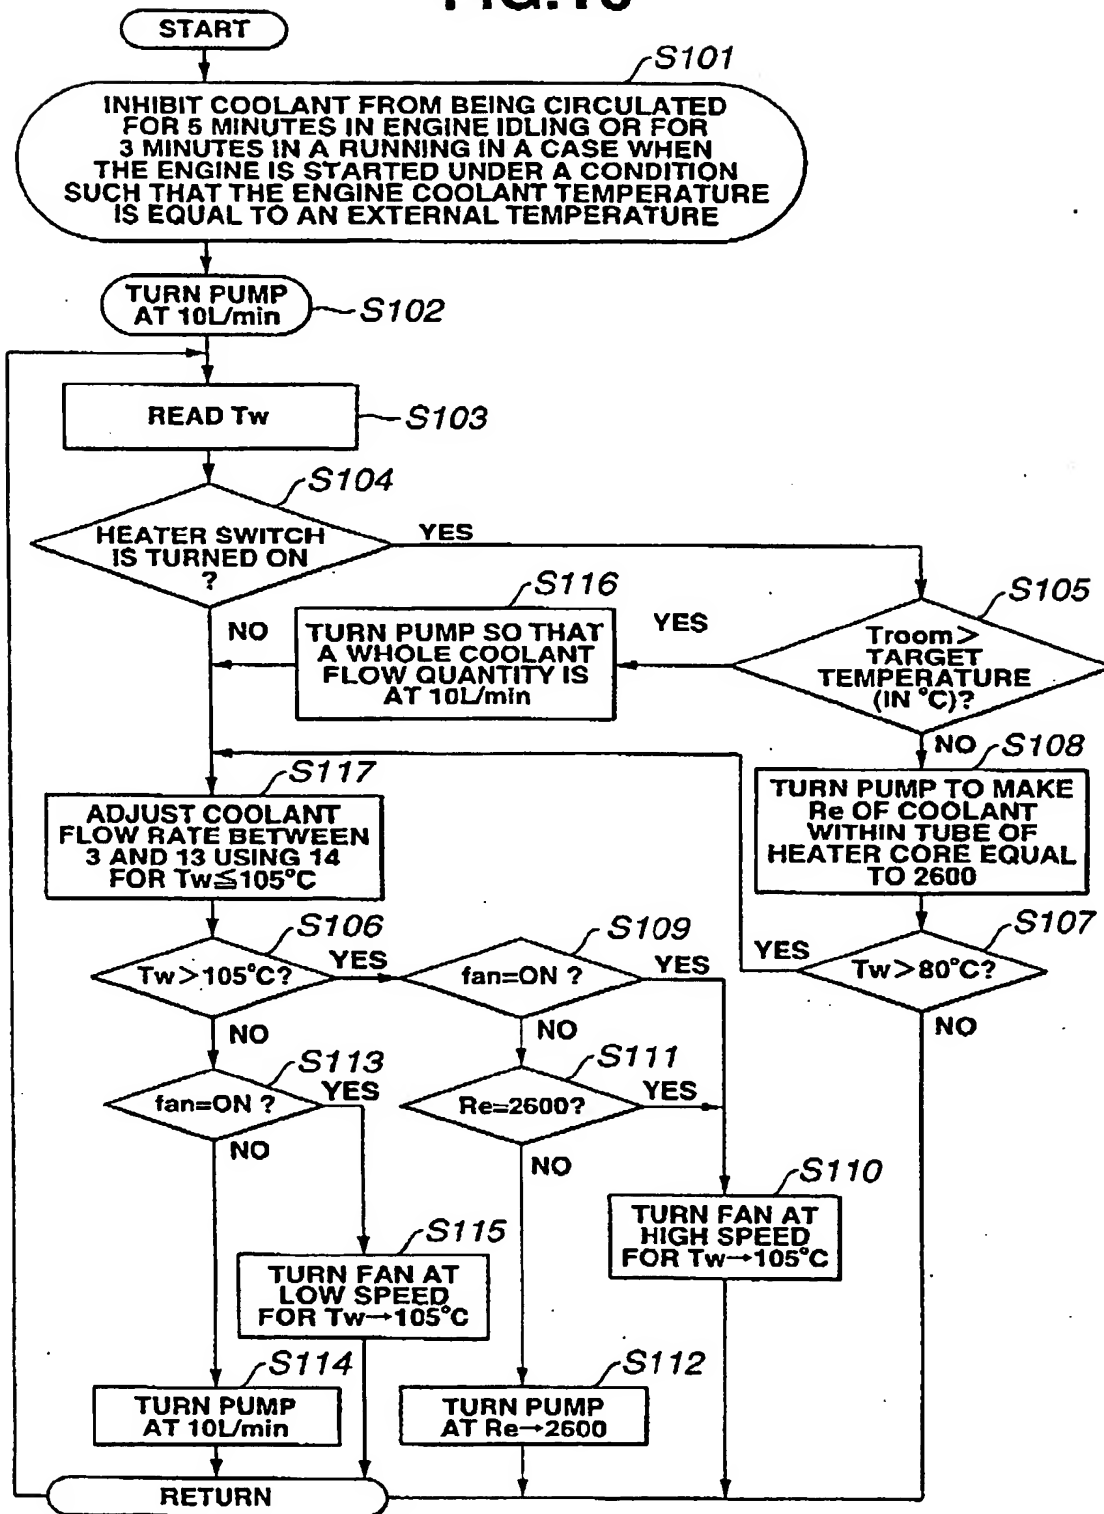 START
S101
INHIBIT COOLANT FROM BEING CIRCULATED
FOR 5 MINUTES IN ENGINE IDLING OR FOR
3 MINUTES IN A RUNNING IN A CASE WHEN
THE ENGINE IS STARTED UNDER A CONDITION
SUCH THAT THE ENGINE COOLANT TEMPERATURE
IS EQUAL TO AN EXTERNAL TEMPERATURE
TURN PUMP
AT 10L/min
S102
READ Tw
S103
S104
HEATER SWITCH
IS TURNED ON
?
YES
NO
S116
TURN PUMP SO THAT
A WHOLE COOLANT
FLOW QUANTITY IS
AT 10L/min
YES
S105
Troom>
TARGET
TEMPERATURE
(IN °C)?
NO
S108
TURN PUMP TO MAKE
Re OF COOLANT
WITHIN TUBE OF
HEATER CORE EQUAL
TO 2600
S117
ADJUST COOLANT
FLOW RATE BETWEEN
3 AND 13 USING 14
FOR Tw≦105°C
S106
Tw>105°C?
YES
NO
S109
fan=ON ?
YES
NO
S107
YES
Tw>80°C?
NO
S113
fan=ON ?
YES
NO
S111
Re=2600?
YES
NO
S110
TURN FAN AT
HIGH SPEED
FOR Tw→105°C
S115
TURN FAN AT
LOW SPEED
FOR Tw→105°C
S114
TURN PUMP
AT 10L/min
S112
TURN PUMP
AT Re→2600
RETURN